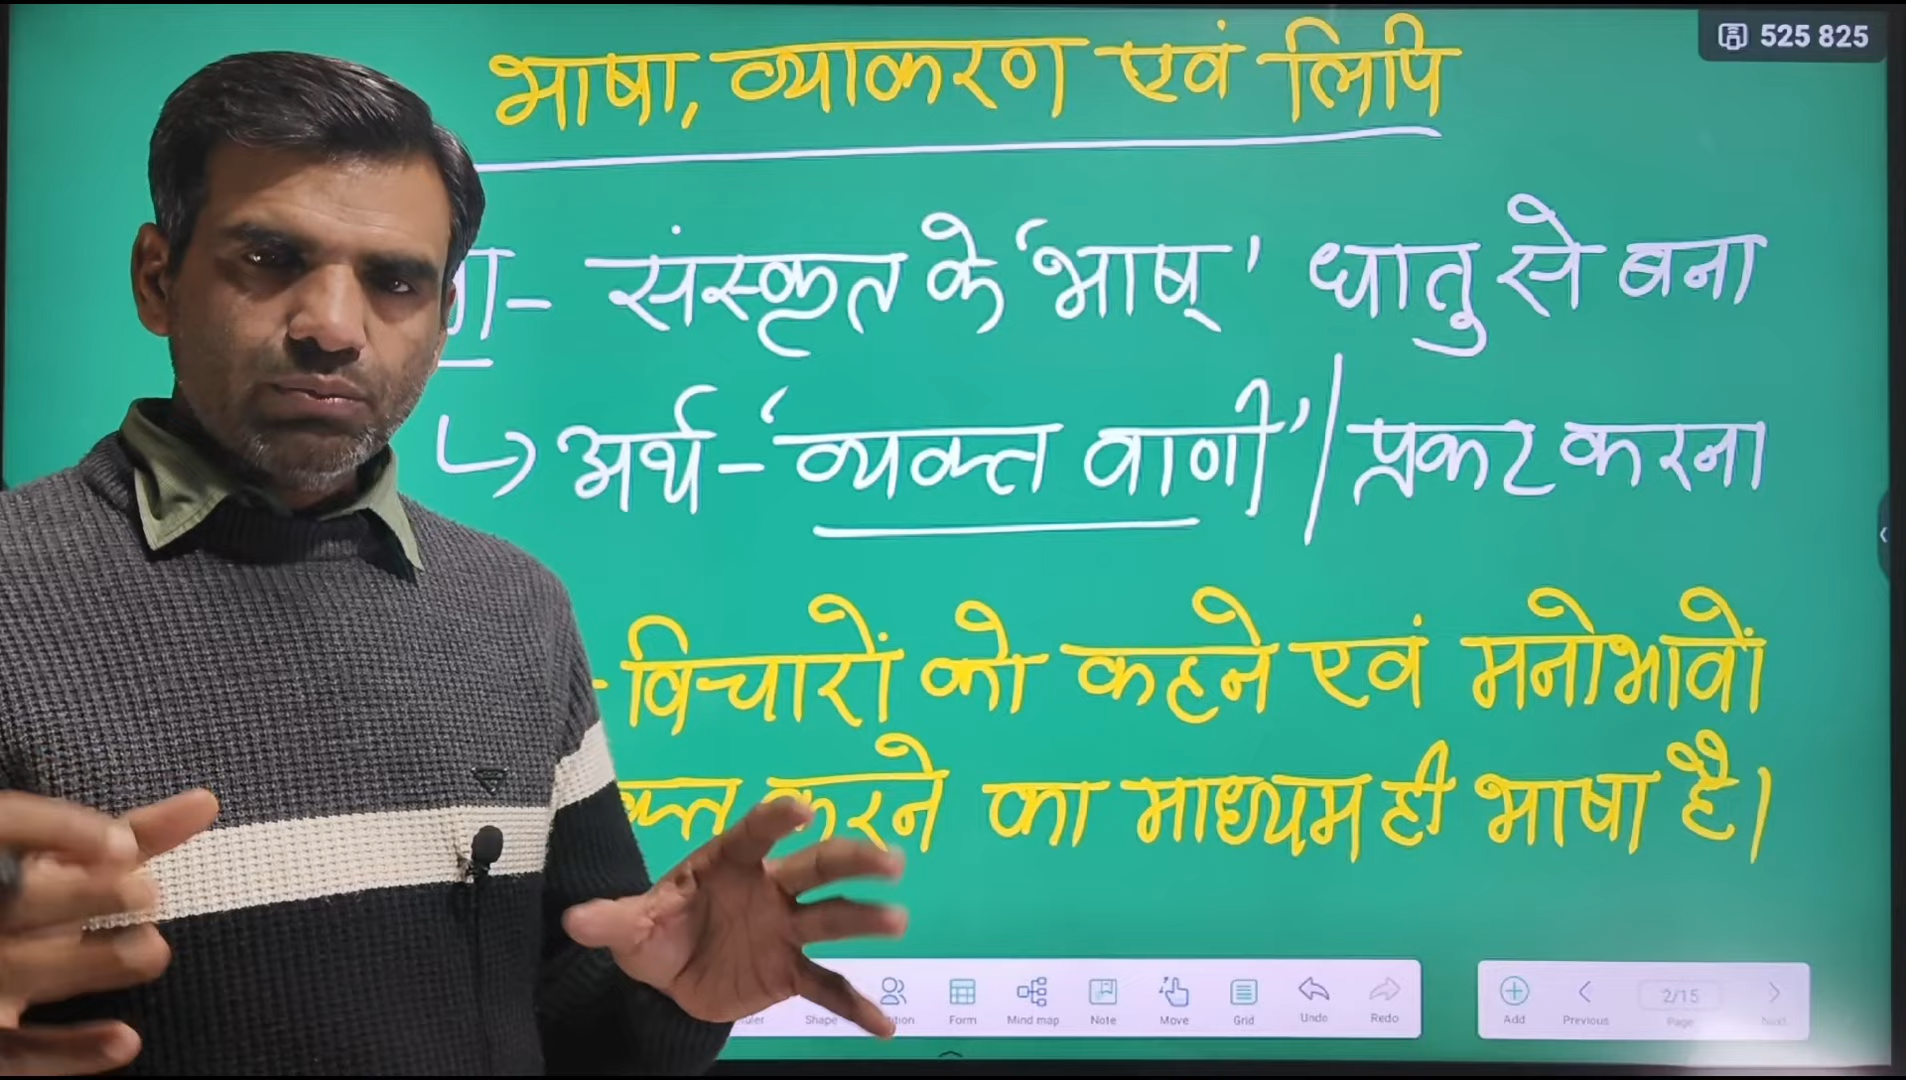 525 825
भाषा, व्याकरण एवं लिपि
संस्कृत के 'भाष्' धातु से बना
अर्थ - 'व्यक्त वाणी' / प्रकट करना
- विचारों को कहने एवं मनोभावों
करने का माध्यम ही भाषा है।
Shape Form Mind map Note Move Grid Undo Redo
Add Previous 2/15 Page Next